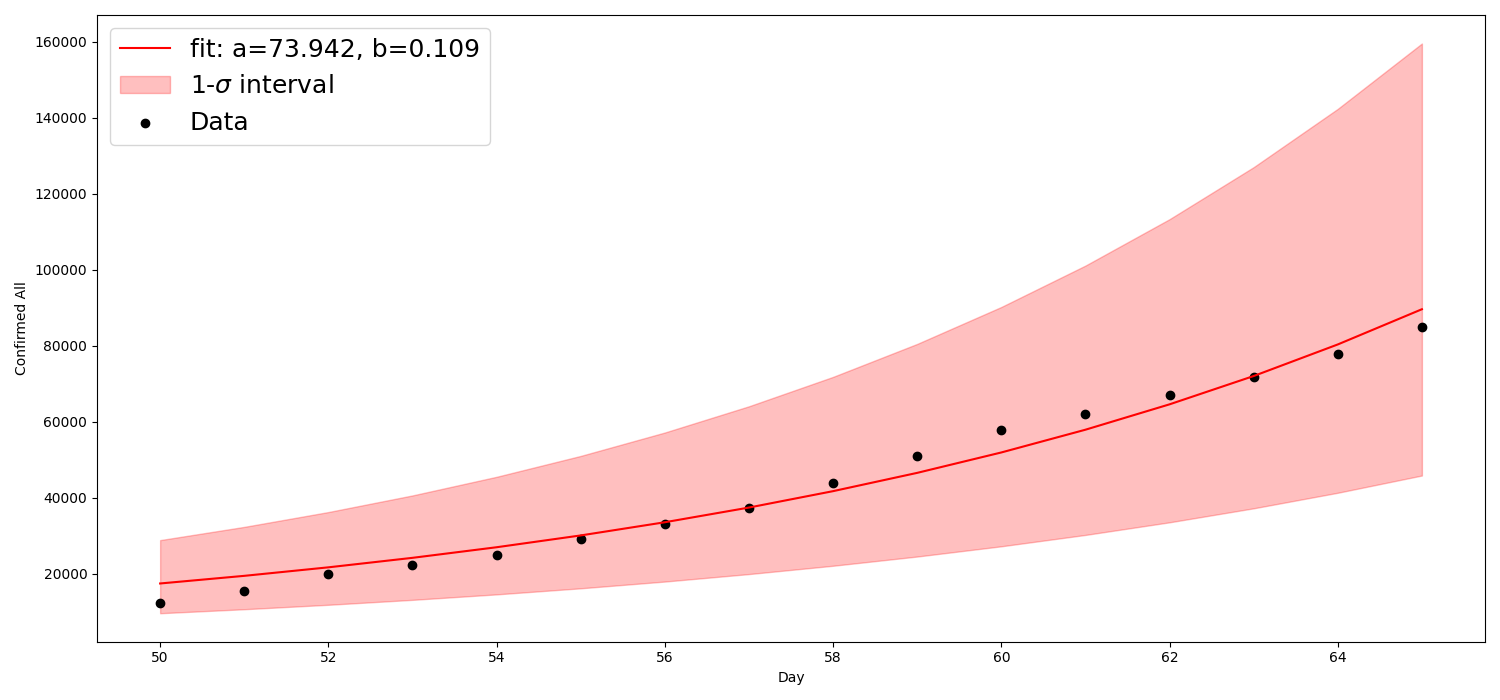 fit: a=73.942, b=0.109
1-σ interval
Data
160000
140000
120000
100000
80000
60000
40000
20000
Confirmed All
50 52 54 56 58 60 62 64
Day